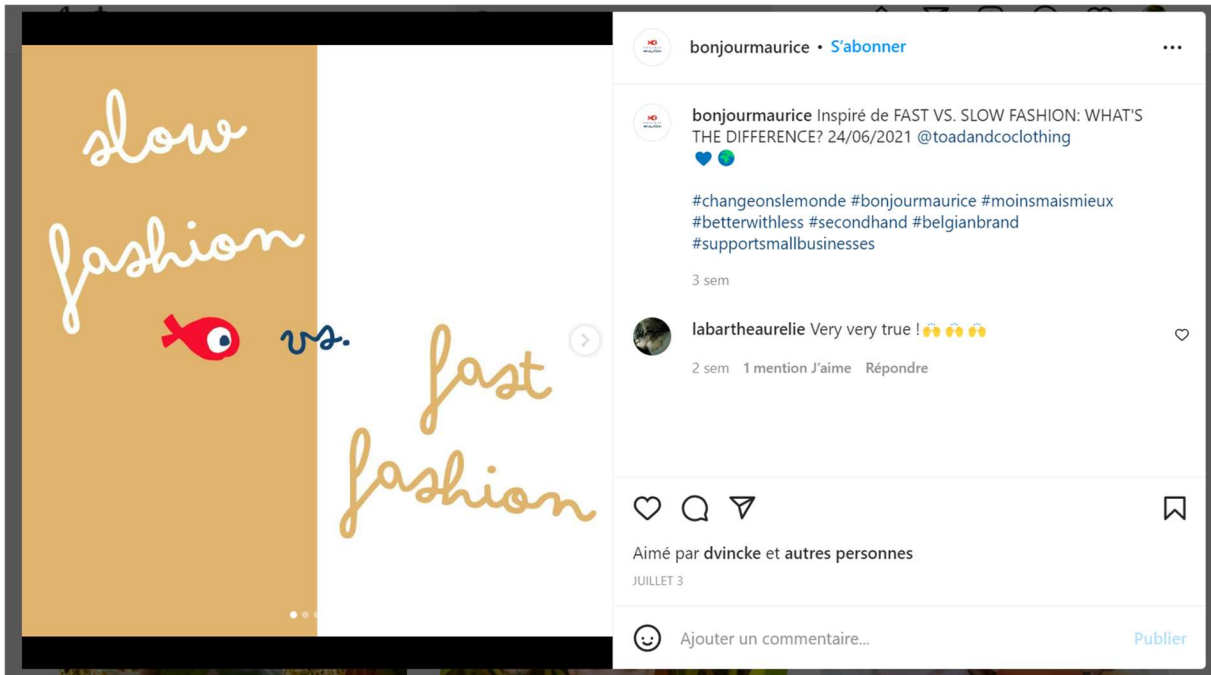 slow
fashion
vs.
fast
fashion
bonjourmaurice • S'abonner
bonjourmaurice Inspiré de FAST VS. SLOW FASHION: WHAT'S
THE DIFFERENCE? 24/06/2021 @toadandcoclothing
#changeonslemonde #bonjourmaurice #moinsmaismieux
#betterwithless #secondhand #belgianbrand
#supportsmallbusinesses
3 sem
labartheaurelie Very very true !
2 sem 1 mention J'aime Répondre
Aimé par dvincke et autres personnes
JUILLET 3
Ajouter un commentaire... Publier